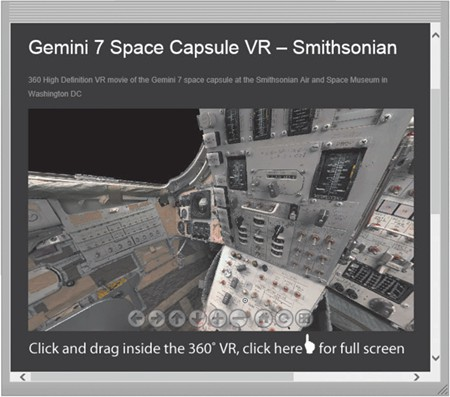 Gemini 7 Space Capsule VR – Smithsonian
360 High Definition VR movie of the Gemini 7 space capsule at the Smithsonian Air and Space Museum in
Washington DC
Click and drag inside the 360˚ VR, click here for full screen